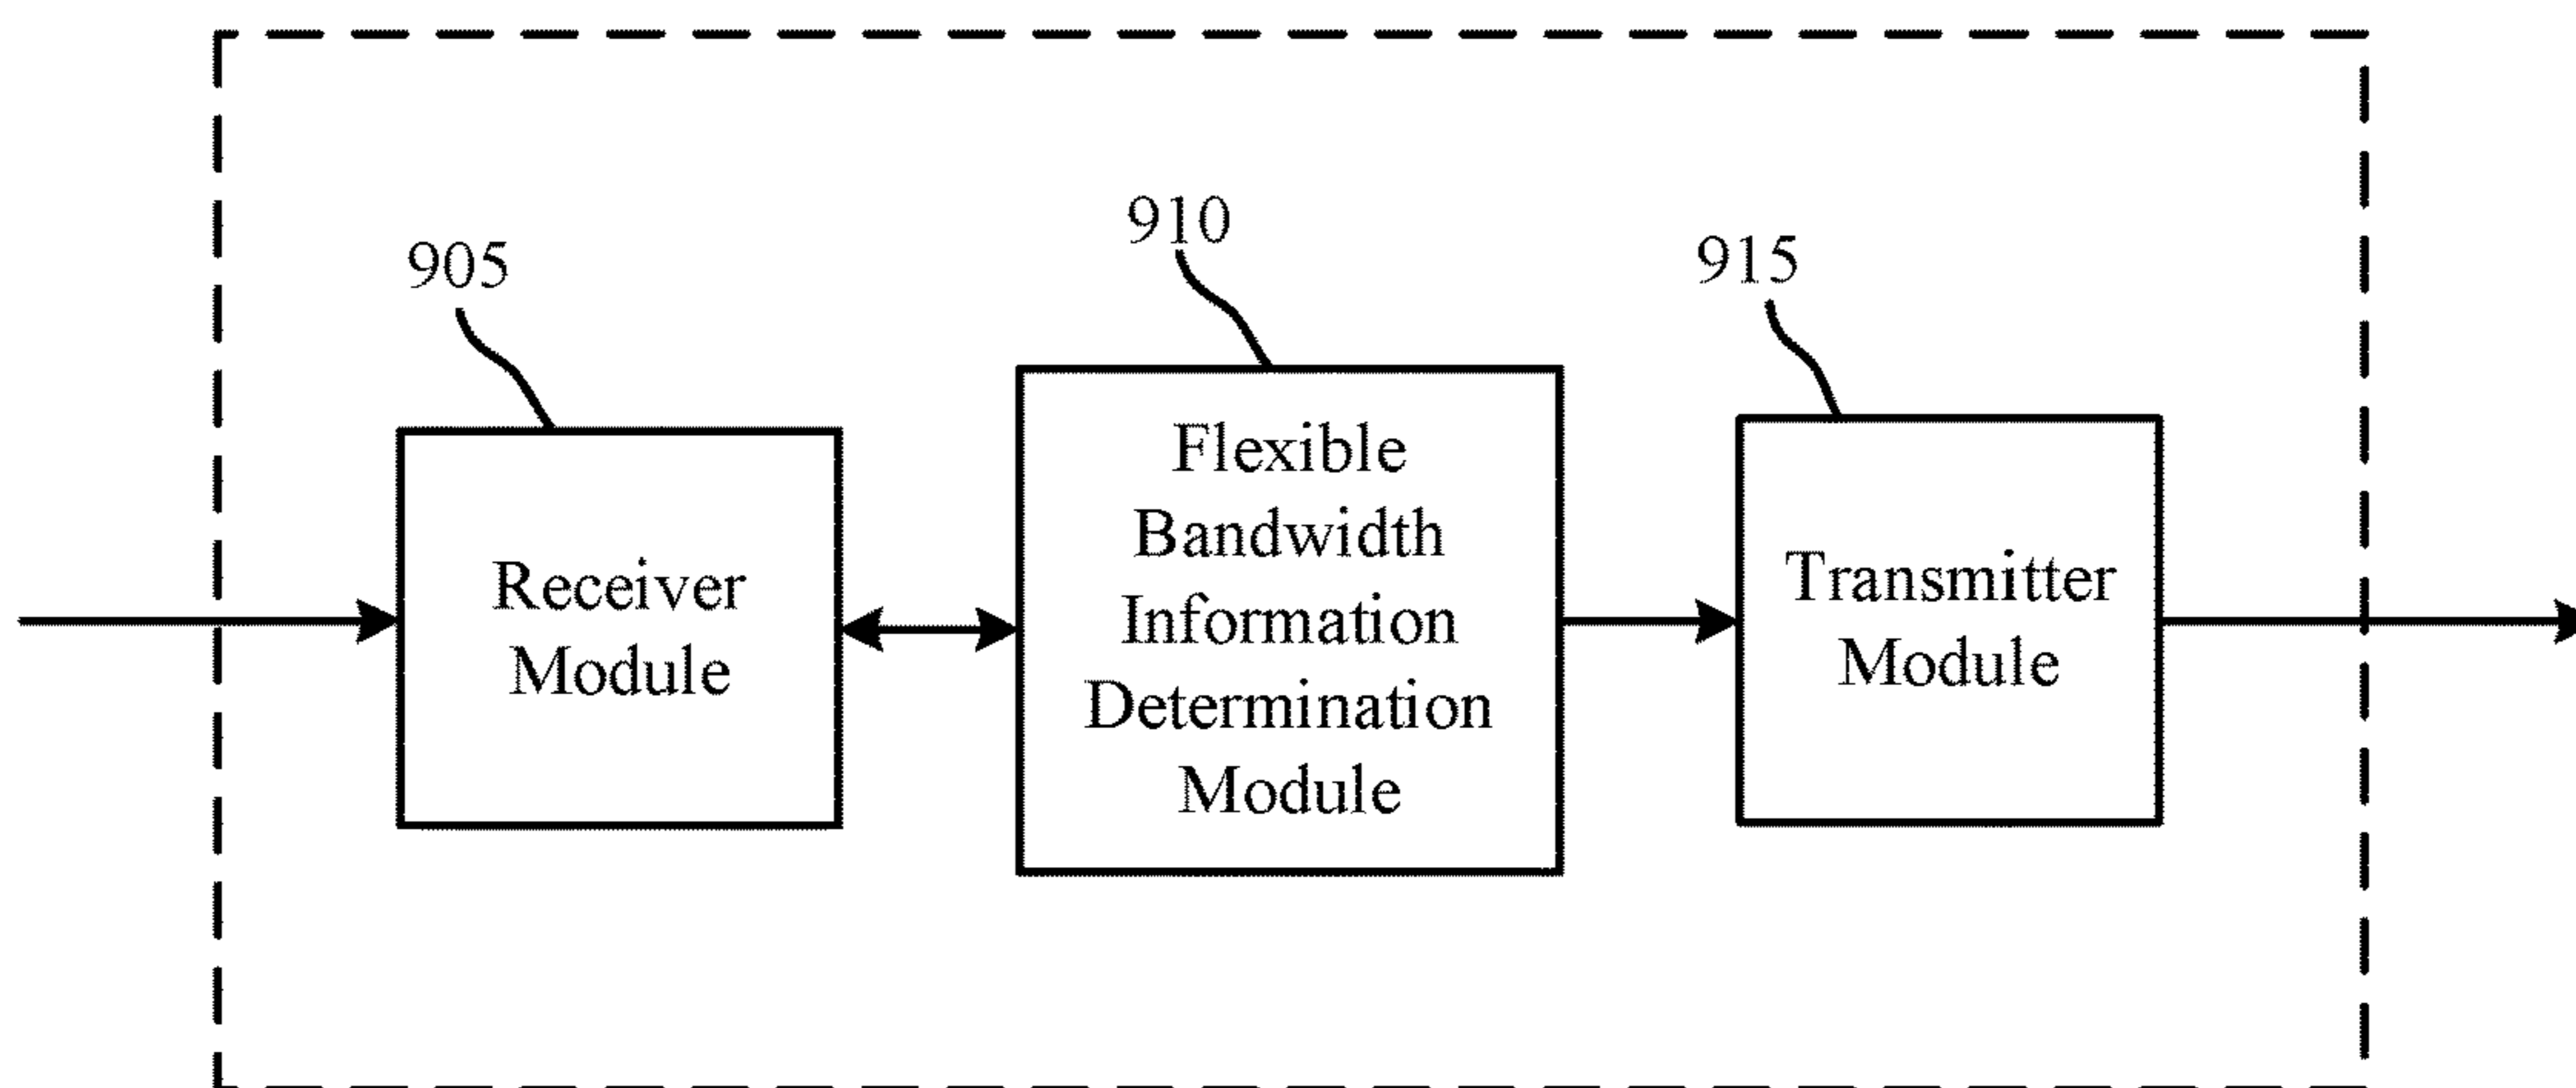 905
910
915
Receiver
Module
Flexible
Bandwidth
Information
Determination
Module
Transmitter
Module